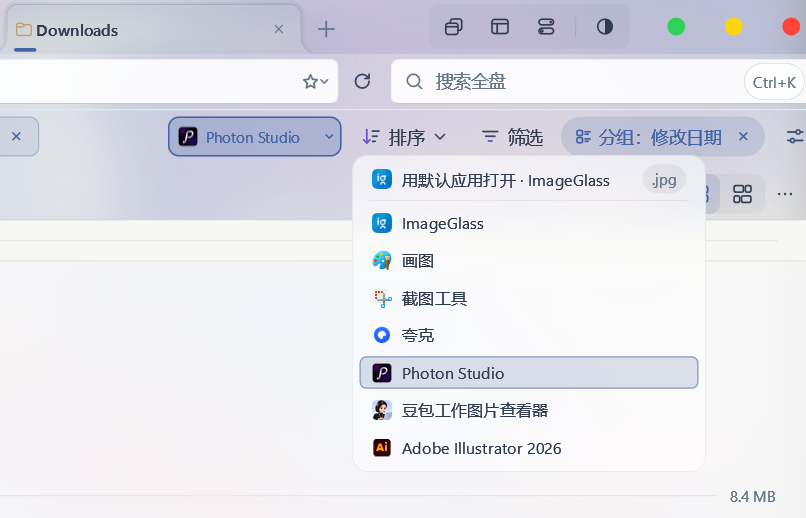 Downloads
搜索全盘
Ctrl+K
Photon Studio
排序
筛选
分组：修改日期
用默认应用打开 · ImageGlass
.jpg
ImageGlass
画图
截图工具
夸克
Photon Studio
豆包工作图片查看器
Adobe Illustrator 2026
8.4 MB